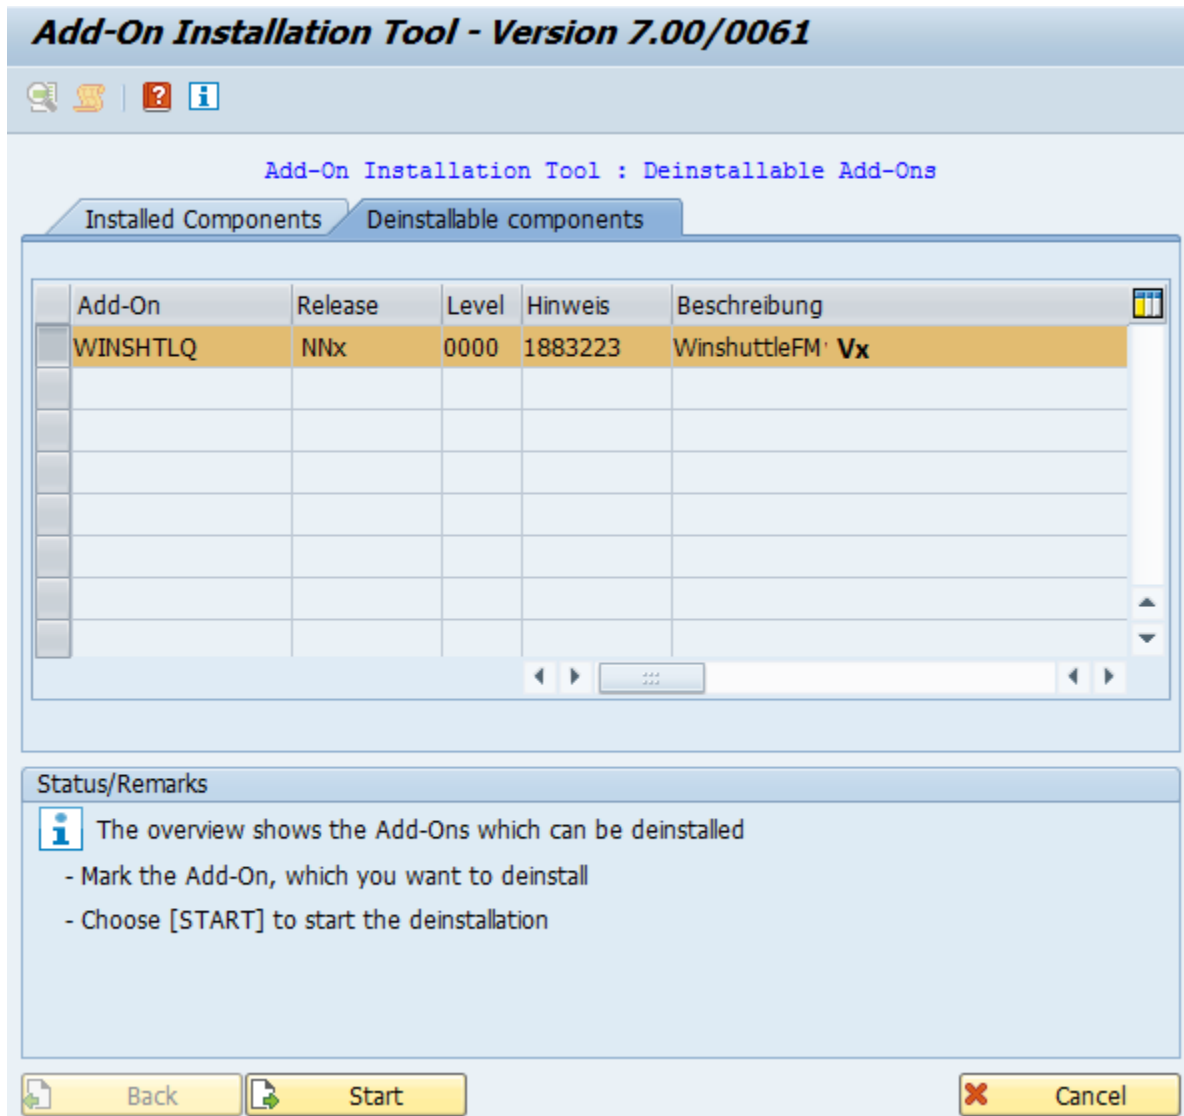 Add-On Installation Tool - Version 7.00/0061
Add-On Installation Tool : Deinstallable Add-Ons
Installed Components Deinstallable components
Add-On Release Level Hinweis Beschreibung
WINSHTLQ NNx 0000 1883223 WinshuttleFM Vx
Status/Remarks
The overview shows the Add-Ons which can be deinstalled
- Mark the Add-On, which you want to deinstall
- Choose [START] to start the deinstallation
Back Start Cancel